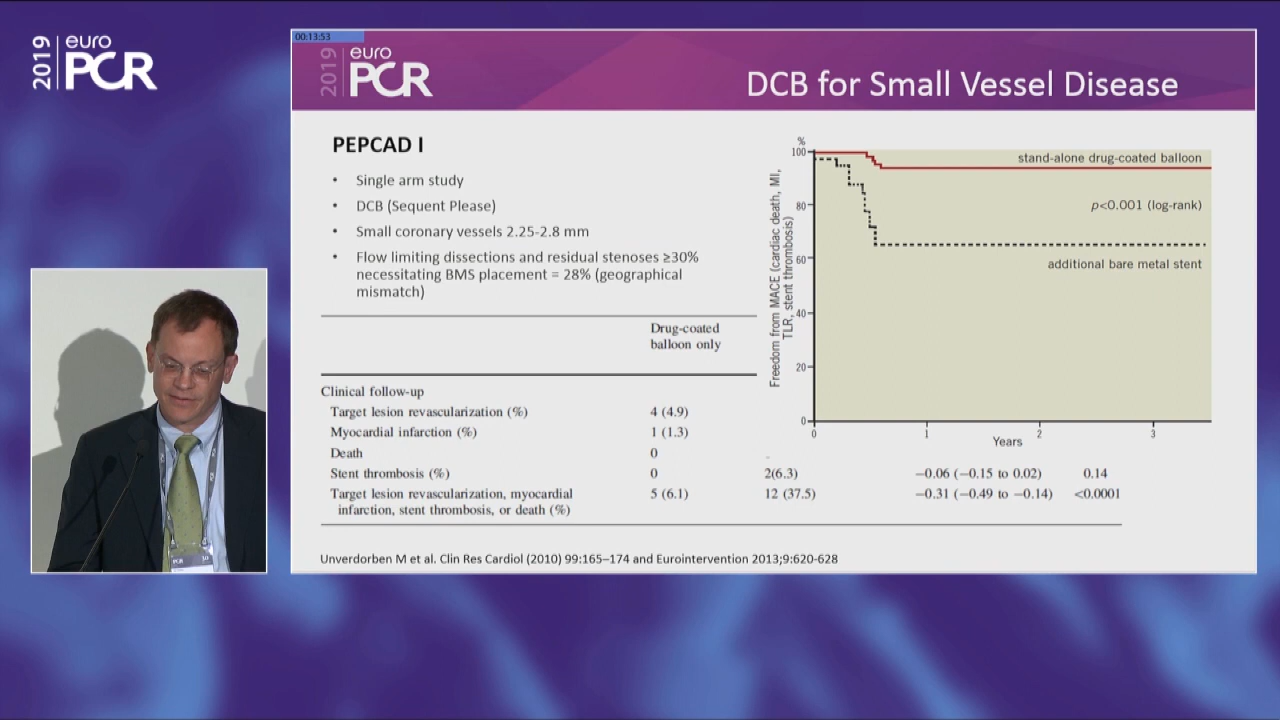 2019 euro PCR
00:13:53
2019 euro PCR
DCB for Small Vessel Disease
PEPCAD I
• Single arm study
• DCB (Sequent Please)
• Small coronary vessels 2.25-2.8 mm
• Flow limiting dissections and residual stenoses ≥30%
necessitating BMS placement = 28% (geographical
mismatch)
Drug-coated
balloon only
Clinical follow-up
Target lesion revascularization (%) 4 (4.9)
Myocardial infarction (%) 1 (1.3)
Death 0
Stent thrombosis (%) 0 2(6.3) −0.06 (−0.15 to 0.02) 0.14
Target lesion revascularization, myocardial 5 (6.1) 12 (37.5) −0.31 (−0.49 to −0.14) <0.0001
infarction, stent thrombosis, or death (%)
%
100
80
60
40
20
0
Freedom from MACE (cardiac death, MI,
TLR, stent thrombosis)
stand-alone drug-coated balloon
p<0.001 (log-rank)
additional bare metal stent
0 1 2 3
Years
Unverdorben M et al. Clin Res Cardiol (2010) 99:165–174 and Eurointervention 2013;9:620-628
PCR